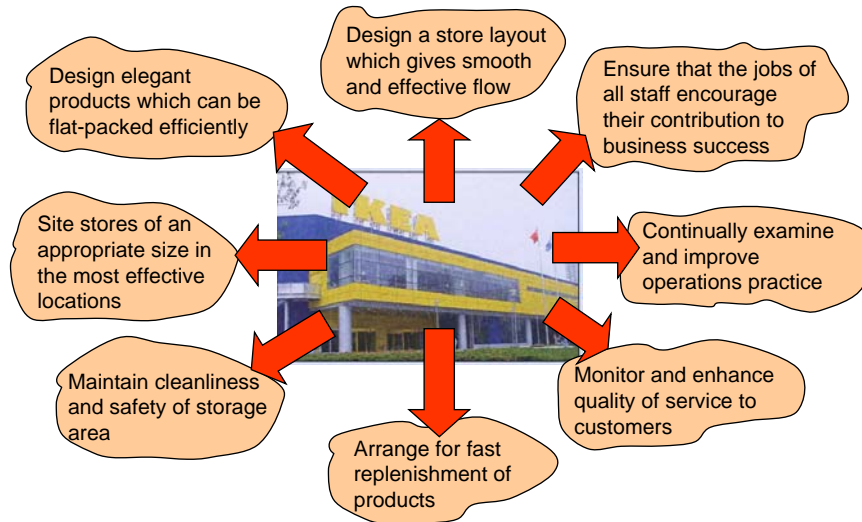 Design a store layout
which gives smooth
and effective flow
Design elegant
products which can be
flat-packed efficiently
Ensure that the jobs of
all staff encourage
their contribution to
business success
IKEA
Site stores of an
appropriate size in
the most effective
locations
Continually examine
and improve
operations practice
Maintain cleanliness
and safety of storage
area
Monitor and enhance
quality of service to
customers
Arrange for fast
replenishment of
products